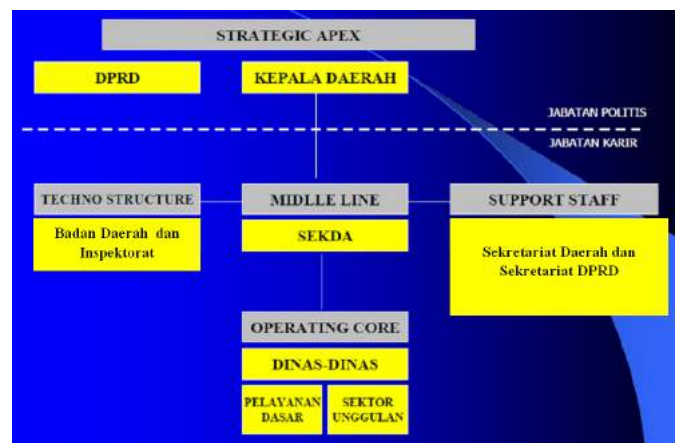 STRATEGIC APEX
DPRD
KEPALA DAERAH
JABATAN POLITIS
JABATAN KARIR
TECHNO STRUCTURE
MIDLLE LINE
SUPPORT STAFF
Badan Daerah dan
Inspektorat
SEKDA
Sekretariat Daerah dan
Sekretariat DPRD
OPERATING CORE
DINAS-DINAS
PELAYANAN
DASAR
SEKTOR
UNGGULAN